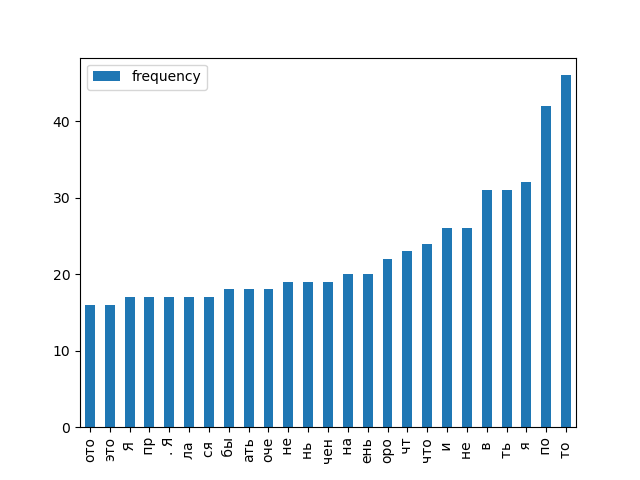 frequency
40
30
20
10
0
ото
это
Я
пр
. Я
ла
ся
бы
ать
оче
не
нь
чен
на
ень
оро
чт
что
и
не
в
ть
я
по
то